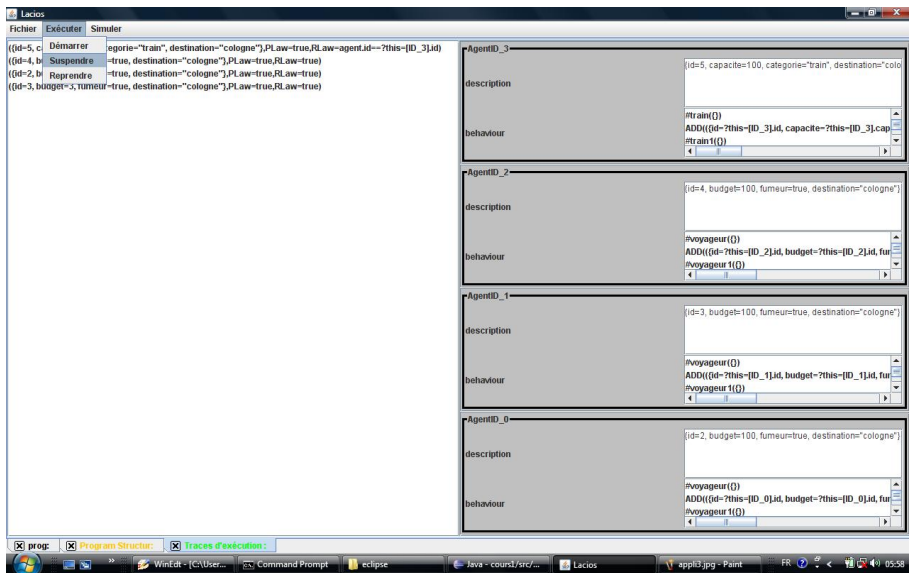 Lacios
Fichier Exécuter Simuler
Démarrer
Suspendre
Reprendre
({id=5, c egorie="train", destination="cologne"},PLaw=true,RLaw=agent.id==?this=[ID_3].id)
({id=4, b =true, destination="cologne"},PLaw=true,RLaw=true)
({id=2, b =true, destination="cologne"},PLaw=true,RLaw=true)
({id=3, budget=3, fumeur=true, destination="cologne"},PLaw=true,RLaw=true)
AgentID_3
description
{id=5, capacite=100, categorie="train", destination="colo
behaviour
#train({})
ADD(({id=?this=[ID_3].id, capacite=?this=[ID_3].cap
#train1({})
AgentID_2
description
{id=4, budget=100, fumeur=true, destination="cologne"}
behaviour
#voyageur({})
ADD(({id=?this=[ID_2].id, budget=?this=[ID_2].id, fur
#voyageur1({})
AgentID_1
description
{id=3, budget=100, fumeur=true, destination="cologne"}
behaviour
#voyageur({})
ADD(({id=?this=[ID_1].id, budget=?this=[ID_1].id, fur
#voyageur1({})
AgentID_0
description
{id=2, budget=100, fumeur=true, destination="cologne"}
behaviour
#voyageur({})
ADD(({id=?this=[ID_0].id, budget=?this=[ID_0].id, fur
#voyageur1({})
prog: Program Structur: Traces d'exécution :
WinEdt - [C:\User... Command Prompt eclipse Java - cours1/src/... Lacios appli3.jpg - Paint FR 05:58